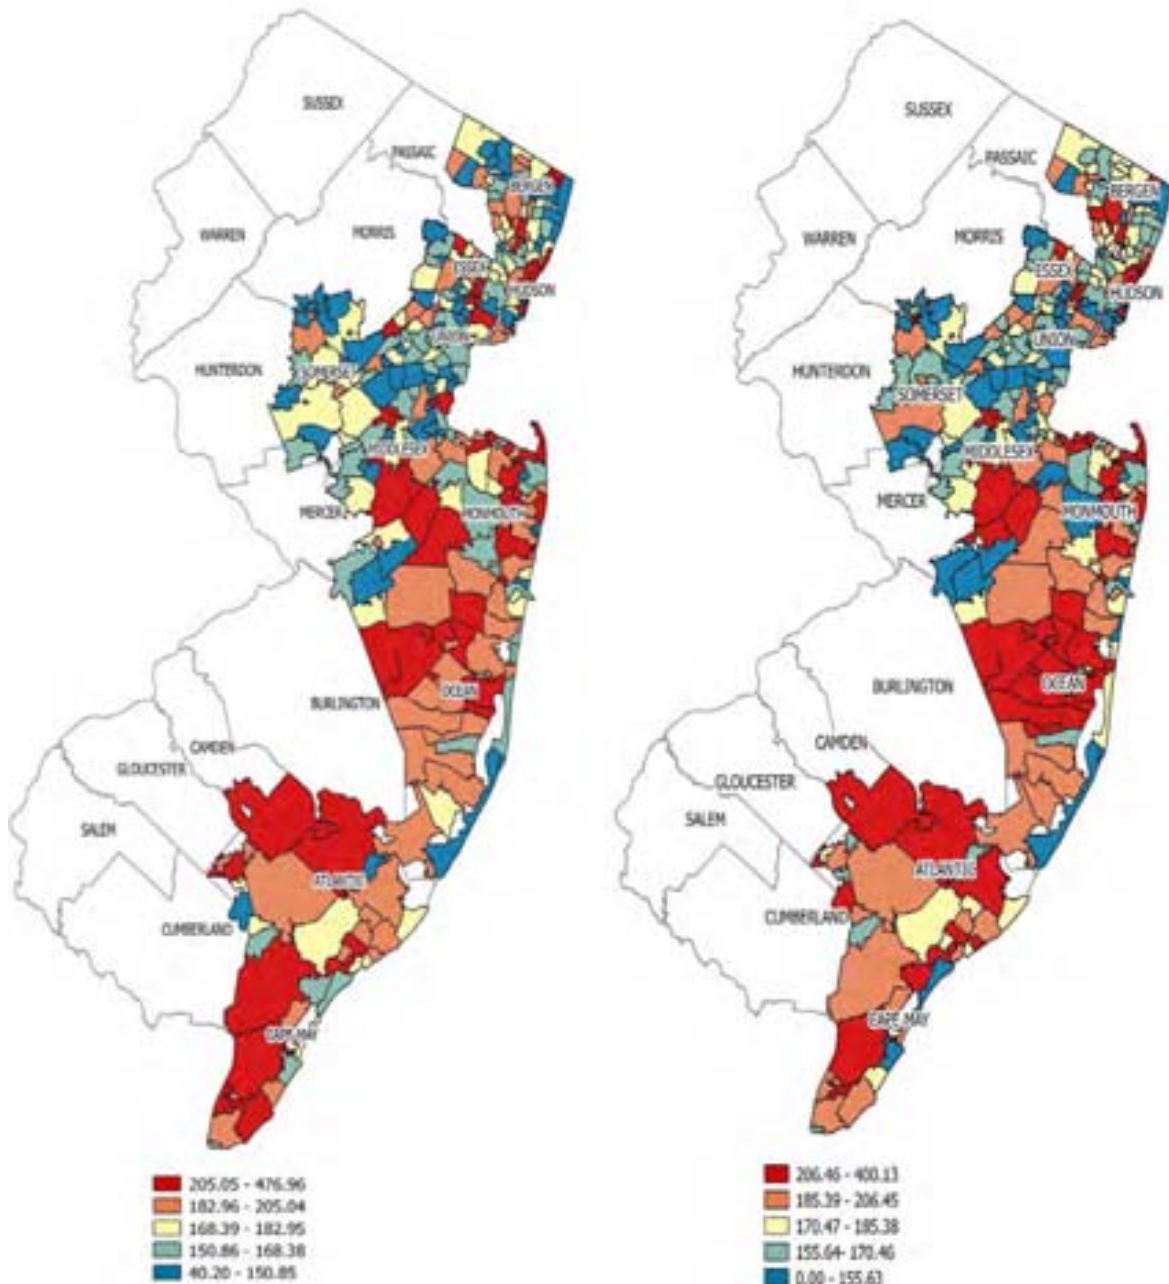 SUSSEX
PASSAIC
BERGEN
WARREN
MORRIS
ESSEX
HUDSON
UNION
HUNTERDON
SOMERSET
MIDDLESEX
MERCER
MONMOUTH
OCEAN
BURLINGTON
CAMDEN
GLOUCESTER
SALEM
ATLANTIC
CUMBERLAND
CAPE MAY
205.05 - 476.96
182.96 - 205.04
168.39 - 182.95
150.86 - 168.38
40.20 - 150.85
SUSSEX
PASSAIC
BERGEN
WARREN
MORRIS
ESSEX
HUDSON
UNION
HUNTERDON
SOMERSET
MIDDLESEX
MERCER
MONMOUTH
OCEAN
BURLINGTON
CAMDEN
GLOUCESTER
SALEM
ATLANTIC
CUMBERLAND
CAPE MAY
206.46 - 400.13
185.39 - 206.45
170.47 - 185.38
155.64- 170.46
0.00 - 155.63